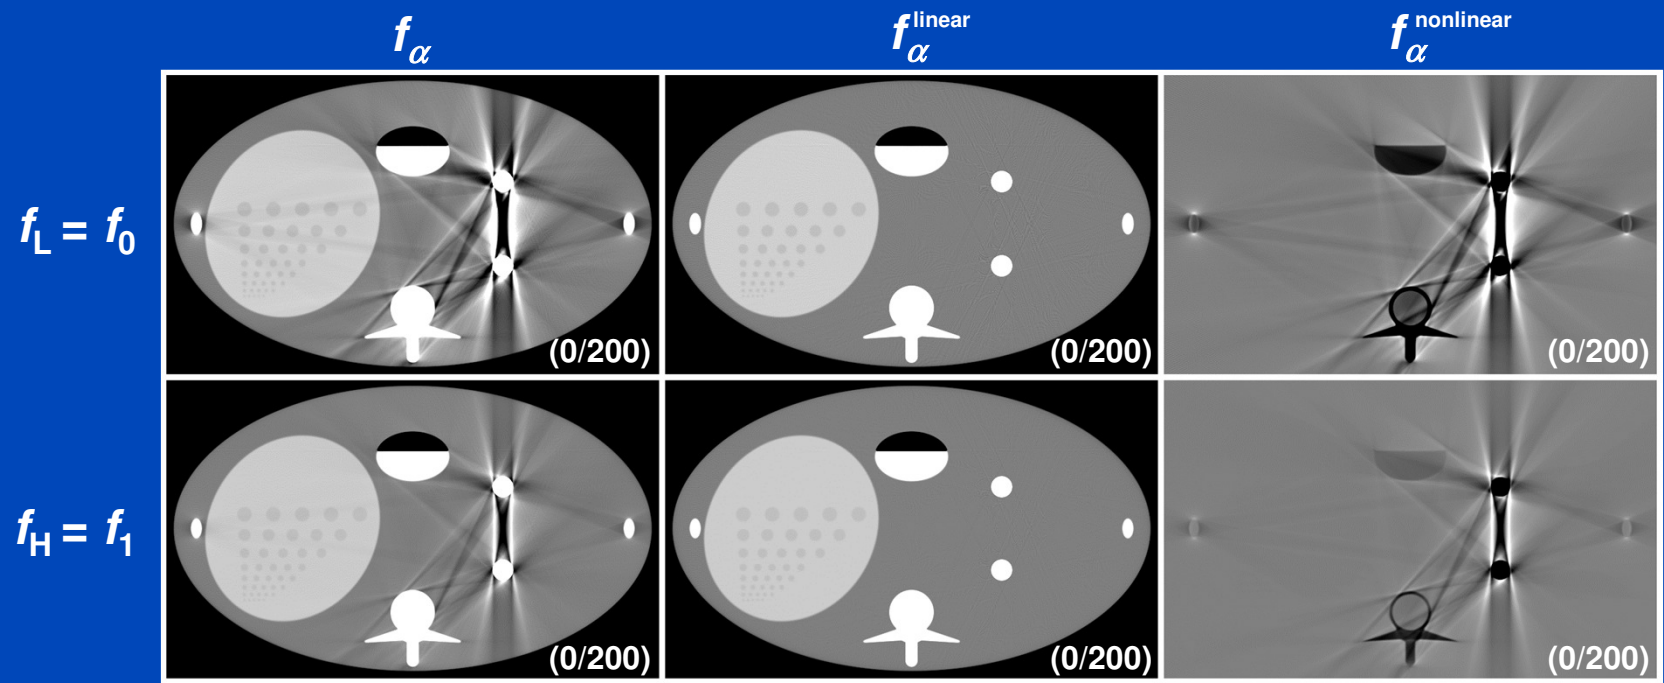 fα fα linear fα nonlinear
fL = f0
(0/200) (0/200) (0/200)
fH = f1
(0/200) (0/200) (0/200)